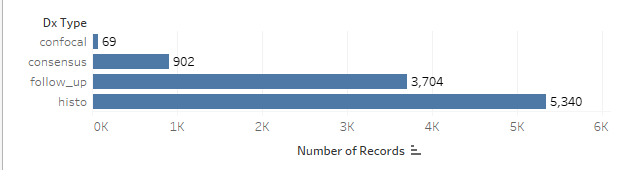 Dx Type
confocal 69
consensus 902
follow_up 3,704
histo 5,340
0K 1K 2K 3K 4K 5K 6K
Number of Records